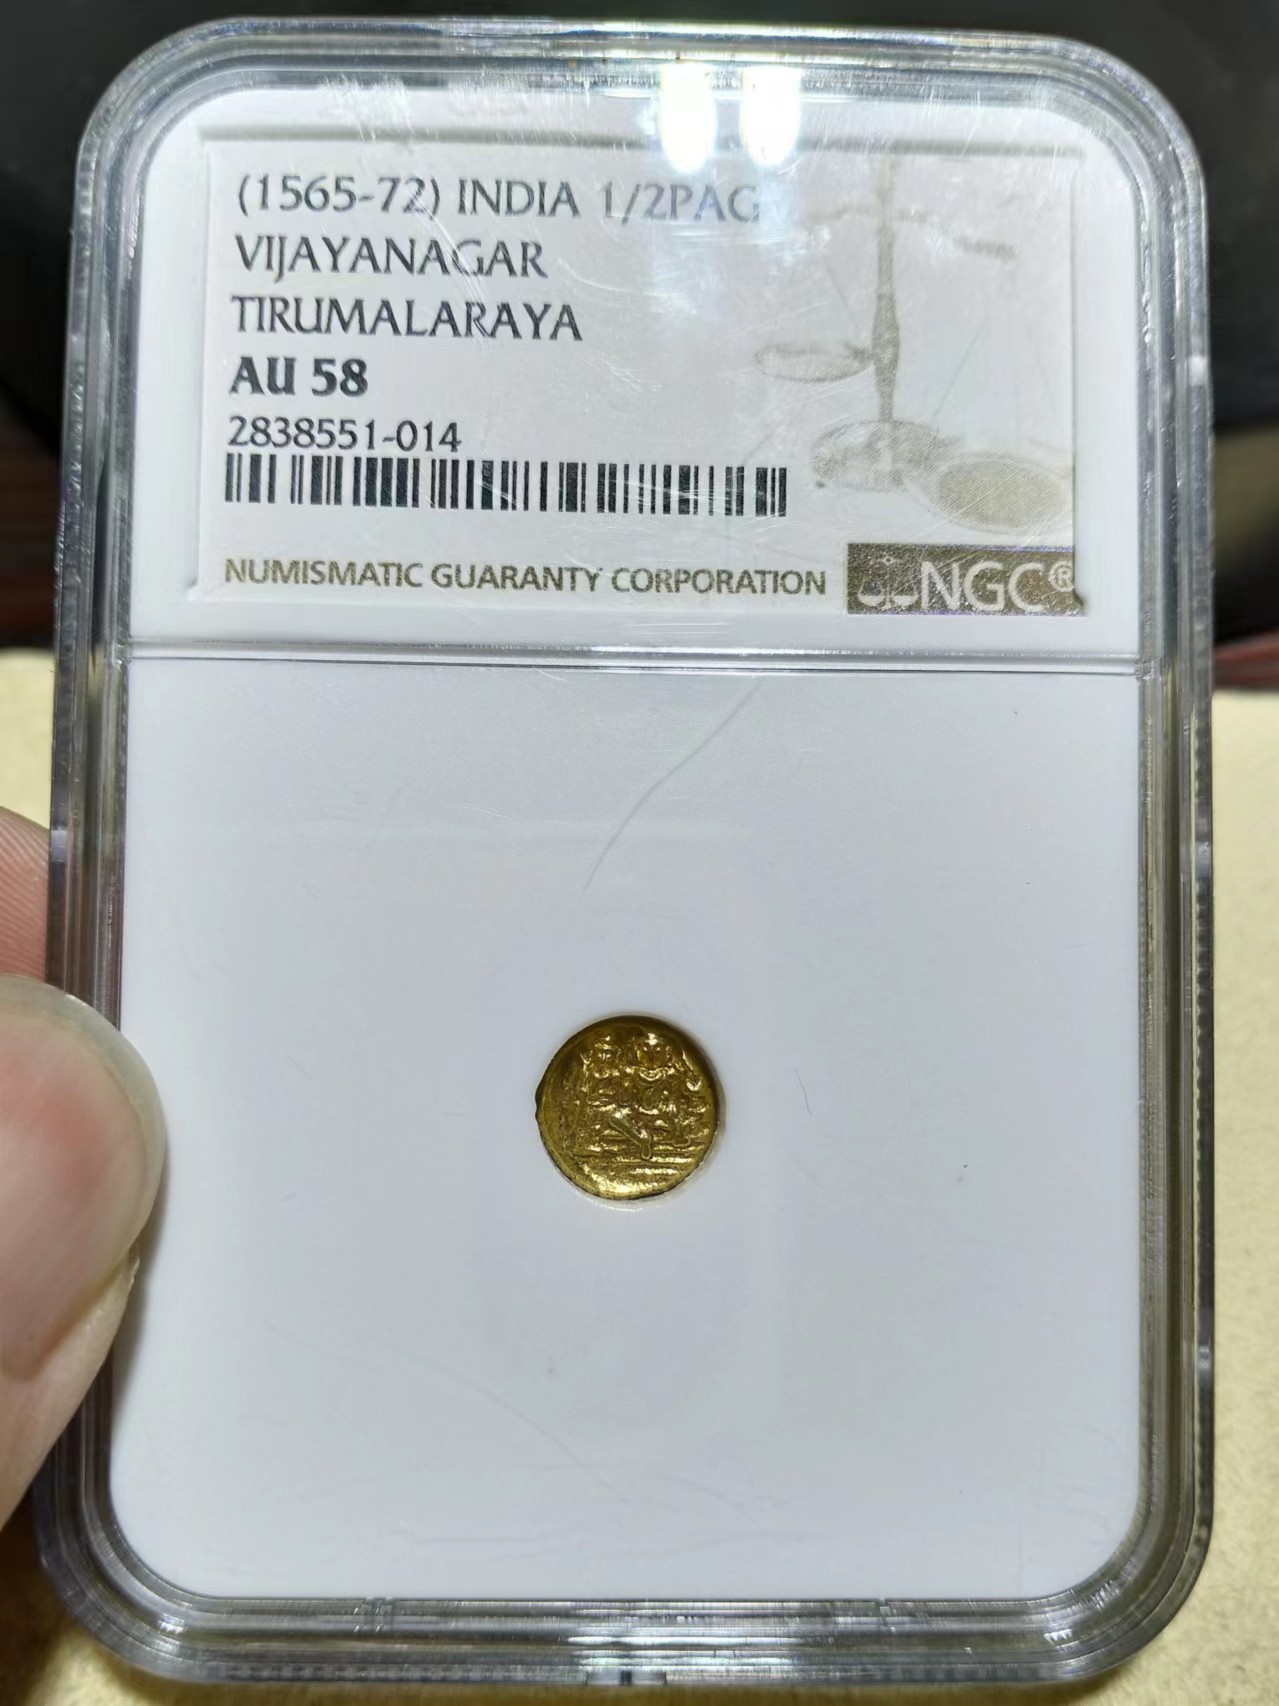 (1565-72) INDIA 1/2PAG
VIJAYANAGAR
TIRUMALARAYA
AU 58
2838551-014
NUMISMATIC GUARANTY CORPORATION NGC®